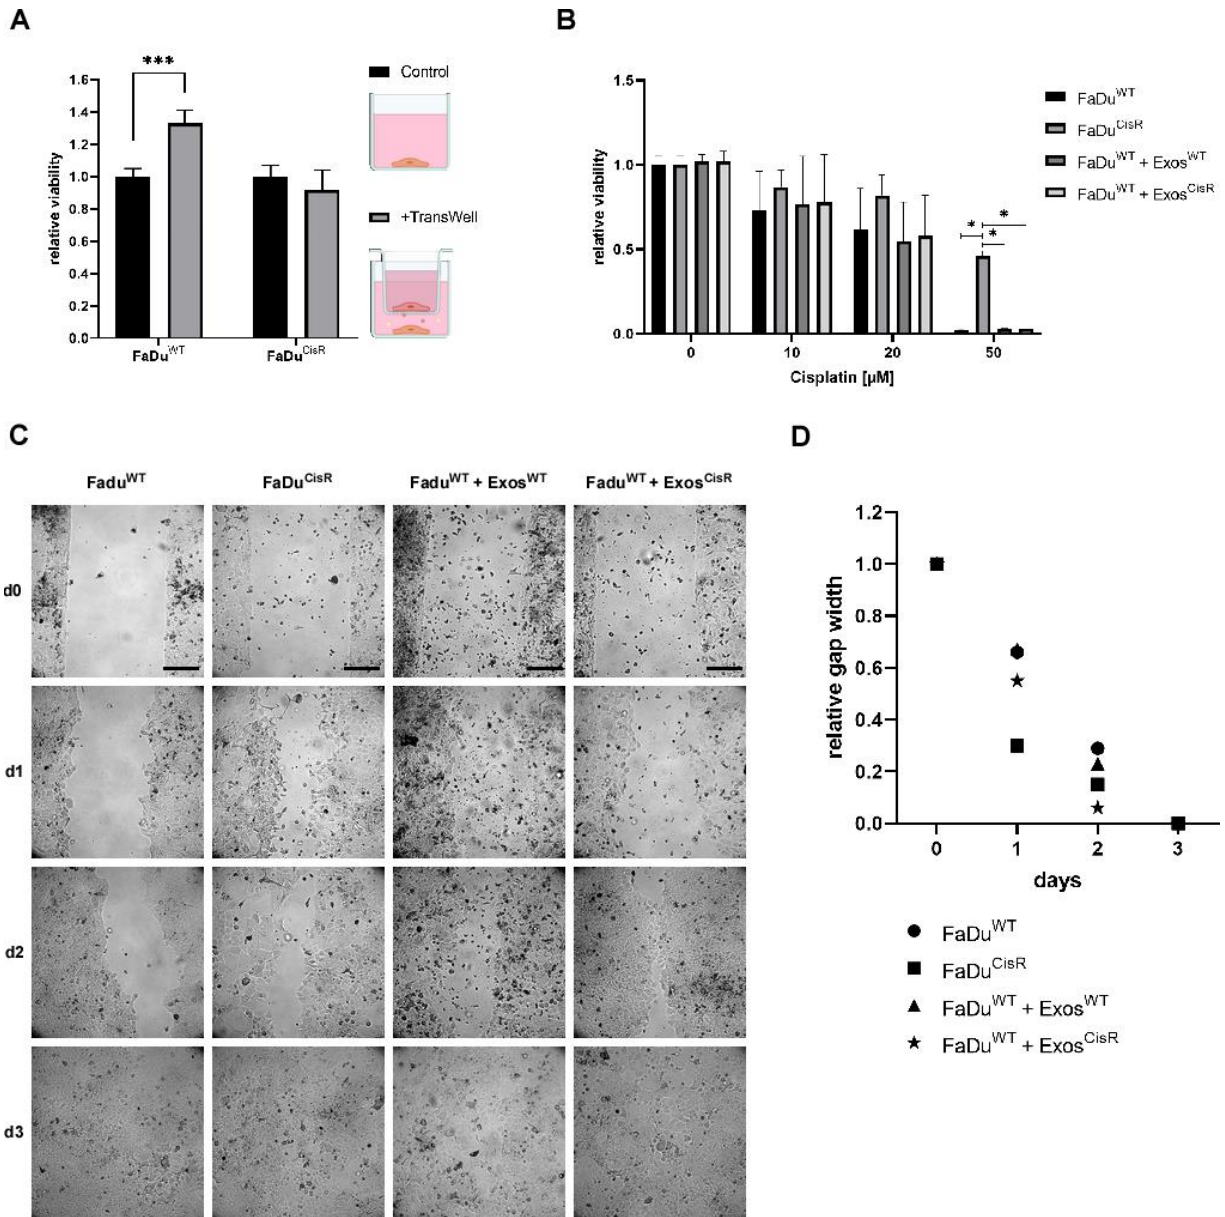 A
***
1.6
1.4
1.2
1.0
0.8
0.6
0.4
0.2
0.0
relative viability
FaDuWT
FaDuCisR
Control
+TransWell
B
1.5
1.0
0.5
0.0
relative viability
*
*
*
0
10
20
50
Cisplatin [µM]
FaDuWT
FaDuCisR
FaDuWT + ExosWT
FaDuWT + ExosCisR
C
FaduWT
FaDuCisR
FaduWT + ExosWT
FaduWT + ExosCisR
d0
d1
d2
d3
D
1.2
1.0
0.8
0.6
0.4
0.2
0.0
relative gap width
0
1
2
3
days
FaDuWT
FaDuCisR
FaDuWT + ExosWT
FaDuWT + ExosCisR